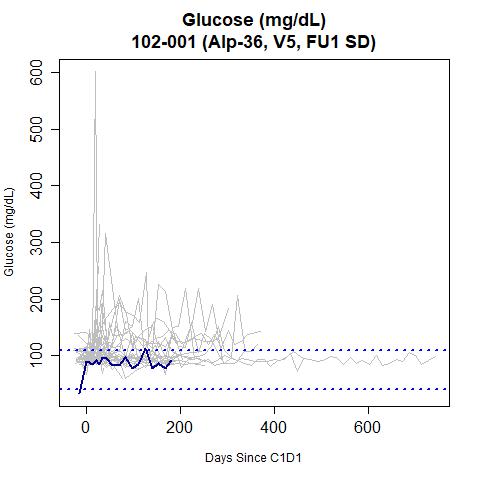 Glucose (mg/dL)
102-001 (Alp-36, V5, FU1 SD)
600
500
400
300
200
100
Glucose (mg/dL)
0 200 400 600
Days Since C1D1